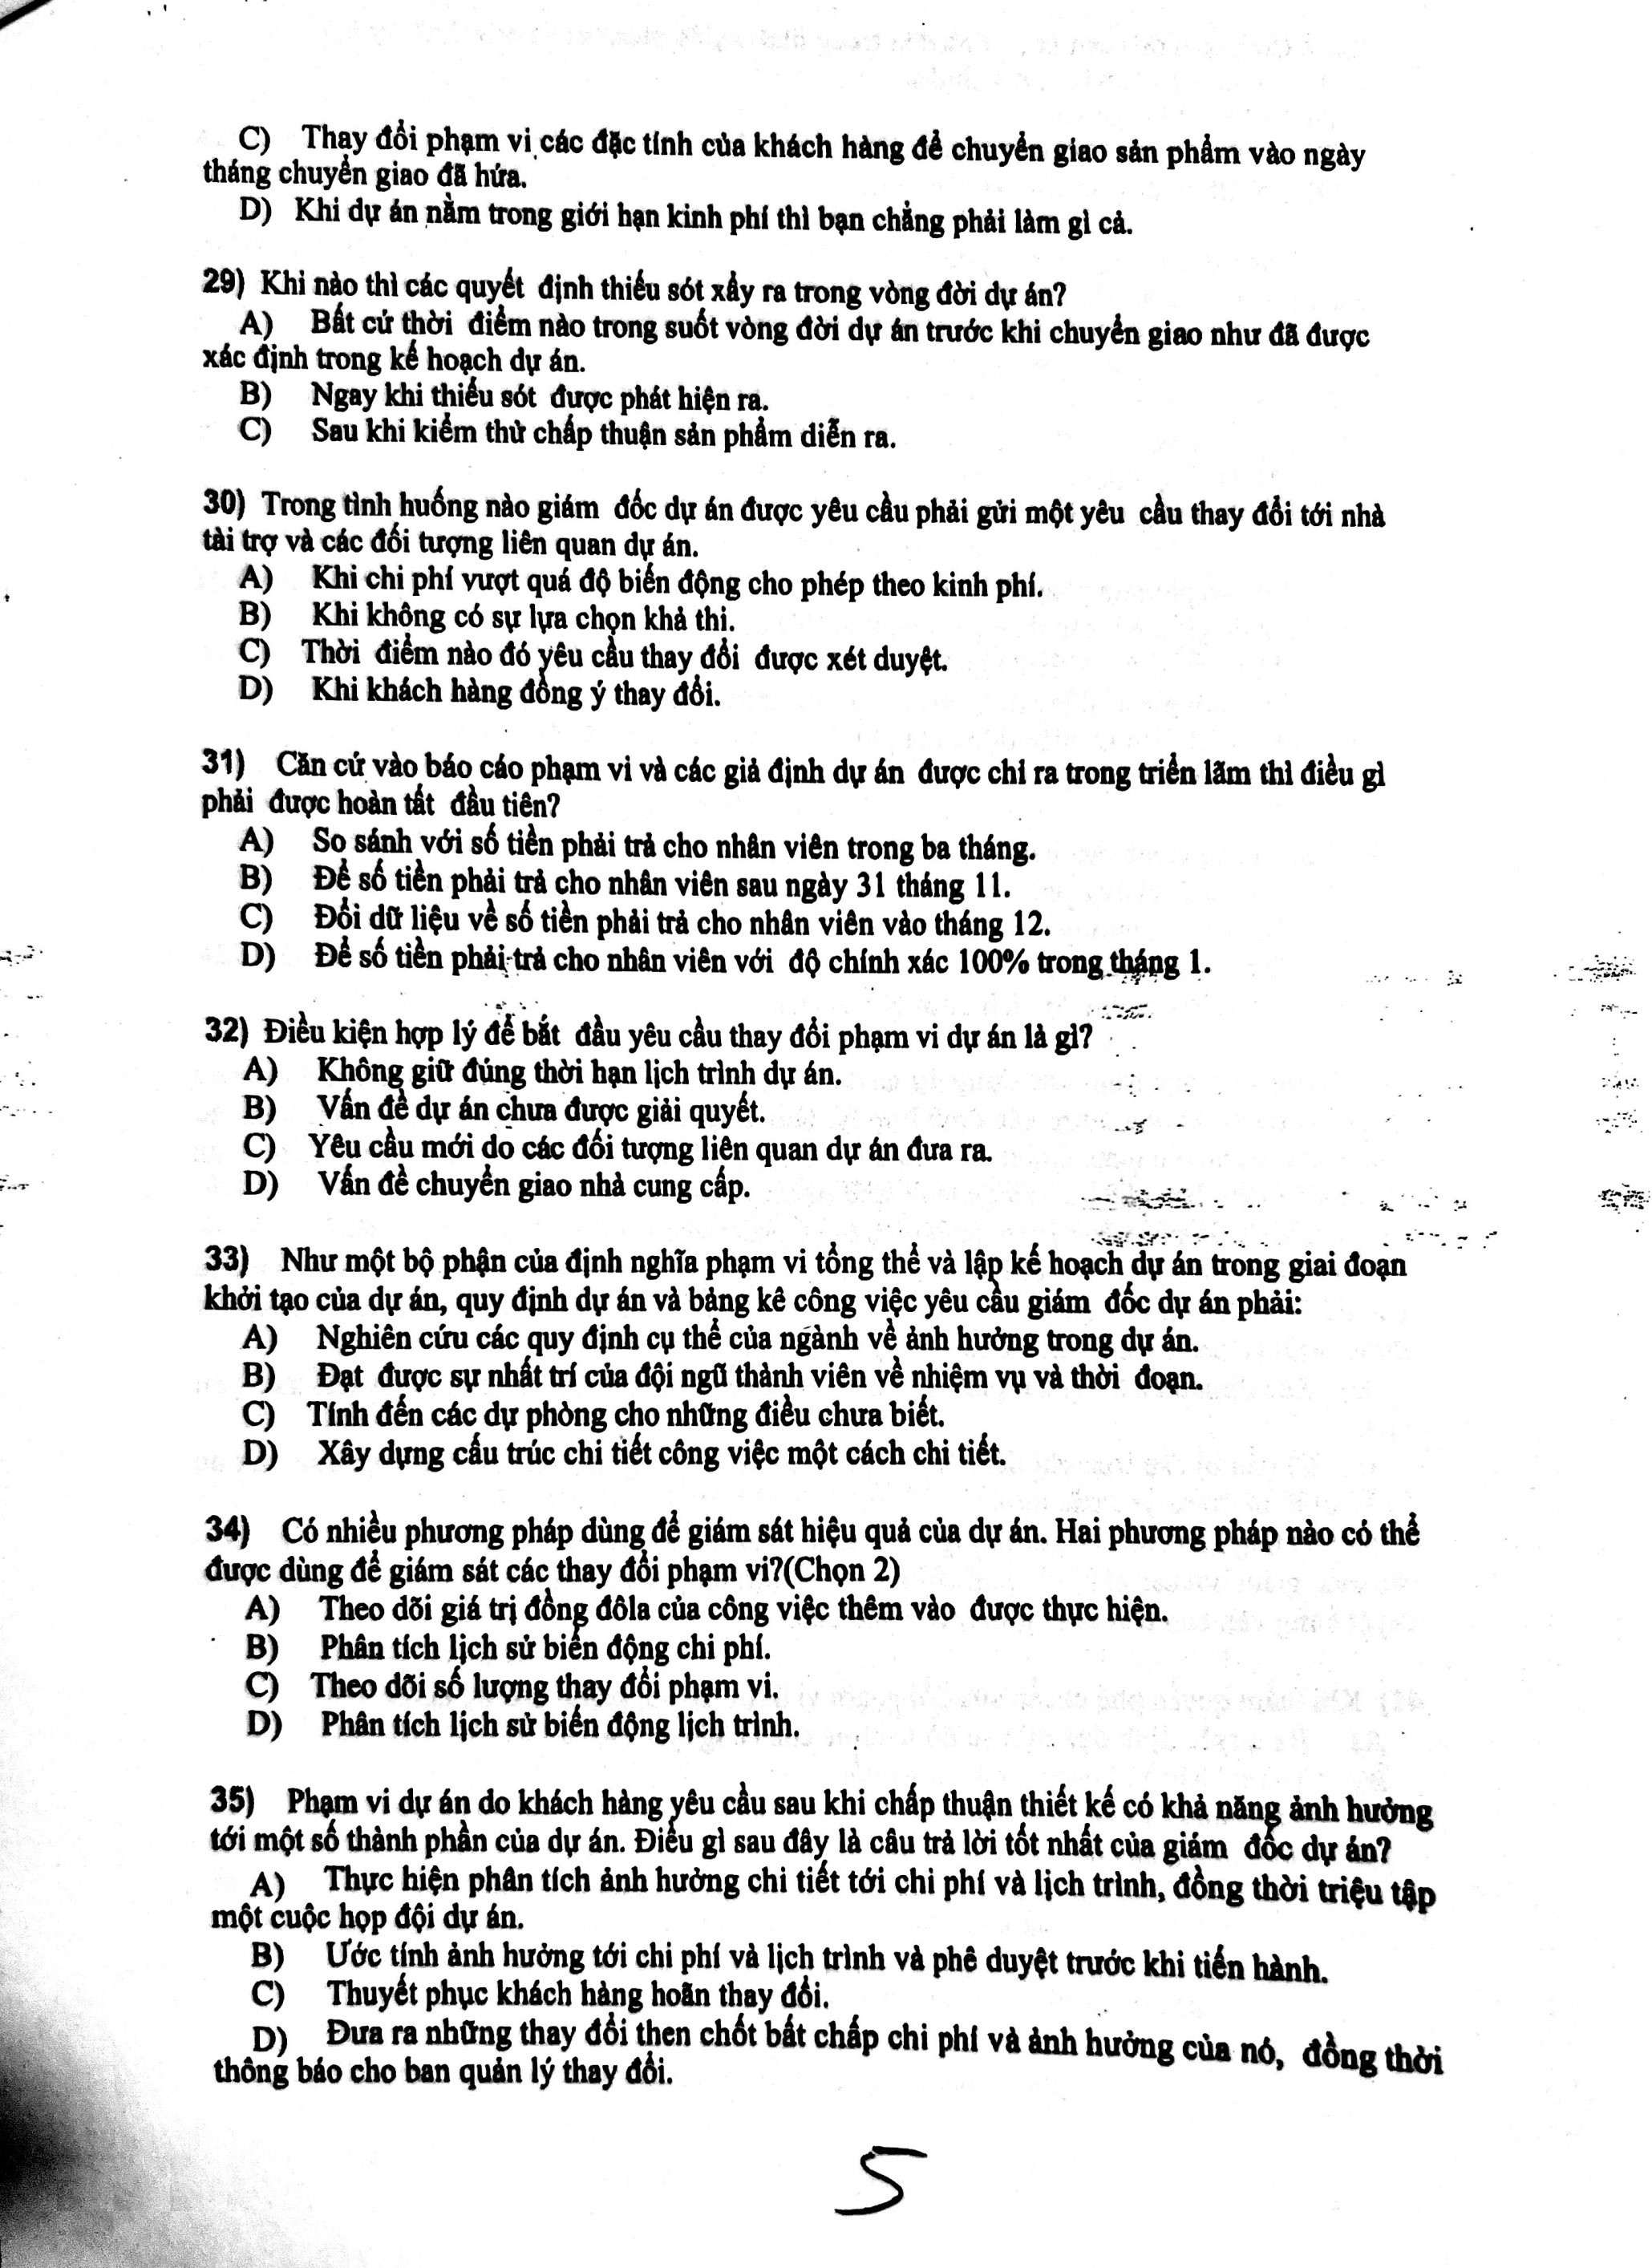 C) Thay đổi phạm vi các đặc tính của khách hàng để chuyển giao sản phẩm vào ngày
tháng chuyển giao đã hứa.
D) Khi dự án nằm trong giới hạn kinh phí thì bạn chẳng phải làm gì cả.
29) Khi nào thì các quyết định thiếu sót xẩy ra trong vòng đời dự án?
A) Bất cứ thời điểm nào trong suốt vòng đời dự án trước khi chuyển giao như đã được
xác định trong kế hoạch dự án.
B) Ngay khi thiếu sót được phát hiện ra.
C) Sau khi kiểm thử chấp thuận sản phẩm diễn ra.
30) Trong tình huống nào giám đốc dự án được yêu cầu phải gửi một yêu cầu thay đổi tới nhà
tài trợ và các đối tượng liên quan dự án.
A) Khi chi phí vượt quá độ biến động cho phép theo kinh phí.
B) Khi không có sự lựa chọn khả thi.
C) Thời điểm nào đó yêu cầu thay đổi được xét duyệt.
D) Khi khách hàng đồng ý thay đổi.
31) Căn cứ vào báo cáo phạm vi và các giả định dự án được chỉ ra trong triển lãm thì điều gì
phải được hoàn tất đầu tiên?
A) So sánh với số tiền phải trả cho nhân viên trong ba tháng.
B) Để số tiền phải trả cho nhân viên sau ngày 31 tháng 11.
C) Đổi dữ liệu về số tiền phải trả cho nhân viên vào tháng 12.
D) Để số tiền phải trả cho nhân viên với độ chính xác 100% trong tháng 1.
32) Điều kiện hợp lý để bắt đầu yêu cầu thay đổi phạm vi dự án là gì?
A) Không giữ đúng thời hạn lịch trình dự án.
B) Vấn đề dự án chưa được giải quyết.
C) Yêu cầu mới do các đối tượng liên quan dự án đưa ra.
D) Vấn đề chuyển giao nhà cung cấp.
33) Như một bộ phận của định nghĩa phạm vi tổng thể và lập kế hoạch dự án trong giai đoạn
khởi tạo của dự án, quy định dự án và bảng kê công việc yêu cầu giám đốc dự án phải:
A) Nghiên cứu các quy định cụ thể của ngành về ảnh hưởng trong dự án.
B) Đạt được sự nhất trí của đội ngũ thành viên về nhiệm vụ và thời đoạn.
C) Tính đến các dự phòng cho những điều chưa biết.
D) Xây dựng cấu trúc chi tiết công việc một cách chi tiết.
34) Có nhiều phương pháp dùng để giám sát hiệu quả của dự án. Hai phương pháp nào có thể
được dùng để giám sát các thay đổi phạm vi?(Chọn 2)
A) Theo dõi giá trị đồng đôla của công việc thêm vào được thực hiện.
B) Phân tích lịch sử biến động chi phí.
C) Theo dõi số lượng thay đổi phạm vi.
D) Phân tích lịch sử biến động lịch trình.
35) Phạm vi dự án do khách hàng yêu cầu sau khi chấp thuận thiết kế có khả năng ảnh hưởng
tới một số thành phần của dự án. Điều gì sau đây là câu trả lời tốt nhất của giám đốc dự án?
A) Thực hiện phân tích ảnh hưởng chi tiết tới chi phí và lịch trình, đồng thời triệu tập
một cuộc họp đội dự án.
B) Ước tính ảnh hưởng tới chi phí và lịch trình và phê duyệt trước khi tiến hành.
C) Thuyết phục khách hàng hoãn thay đổi.
D) Đưa ra những thay đổi then chốt bất chấp chi phí và ảnh hưởng của nó, đồng thời
thông báo cho ban quản lý thay đổi.
5